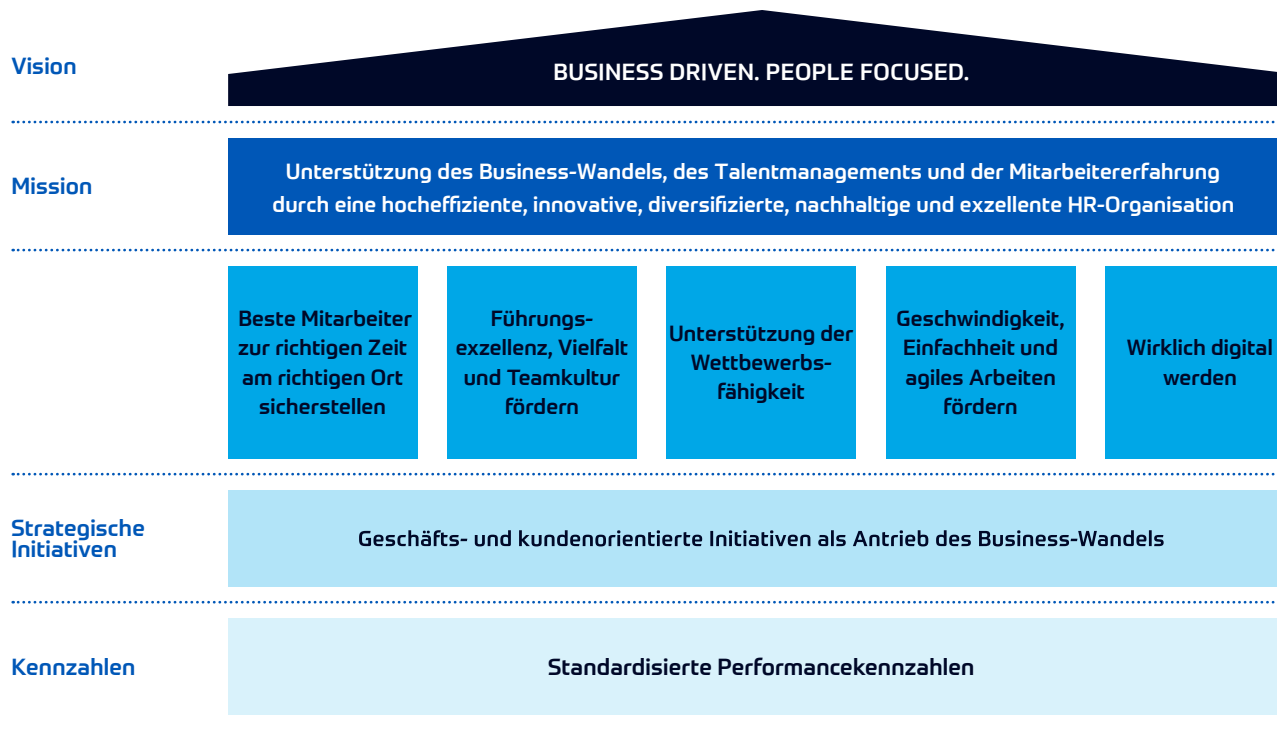 Vision
BUSINESS DRIVEN. PEOPLE FOCUSED.
Mission
Unterstützung des Business-Wandels, des Talentmanagements und der Mitarbeitererfahrung
durch eine hocheffiziente, innovative, diversifizierte, nachhaltige und exzellente HR-Organisation
Beste Mitarbeiter
zur richtigen Zeit
am richtigen Ort
sicherstellen
Führungs-
exzellenz, Vielfalt
und Teamkultur
fördern
Unterstützung der
Wettbewerbs-
fähigkeit
Geschwindigkeit,
Einfachheit und
agiles Arbeiten
fördern
Wirklich digital
werden
Strategische
Initiativen
Geschäfts- und kundenorientierte Initiativen als Antrieb des Business-Wandels
Kennzahlen
Standardisierte Performancekennzahlen